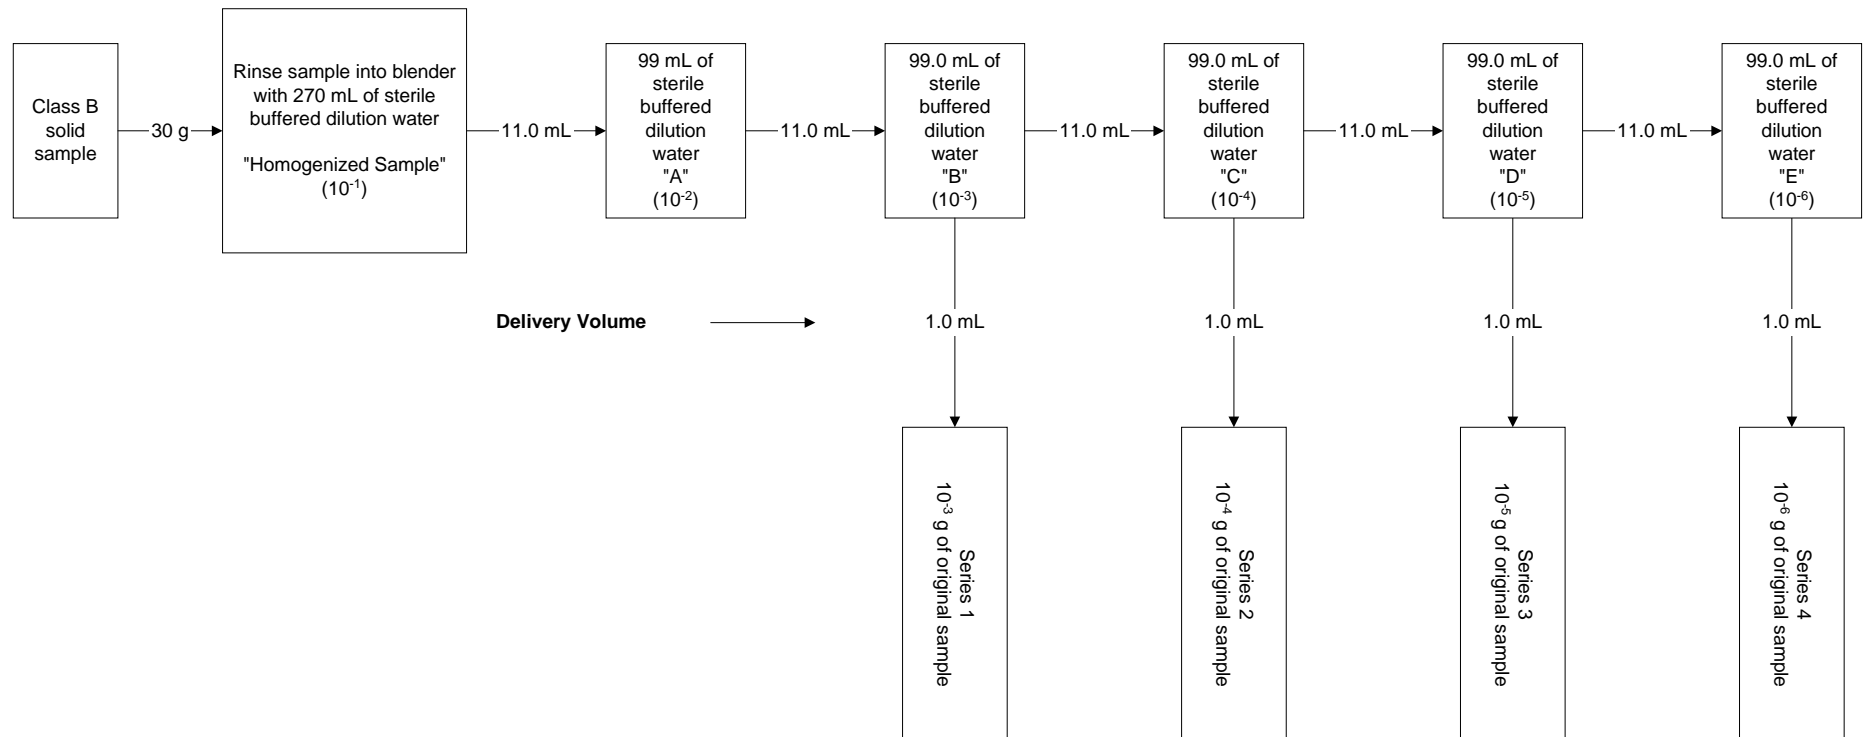 Class B
solid
sample
30 g
Rinse sample into blender
with 270 mL of sterile
buffered dilution water
"Homogenized Sample"
(10⁻¹)
11.0 mL
99 mL of
sterile
buffered
dilution
water
"A"
(10⁻²)
11.0 mL
99.0 mL of
sterile
buffered
dilution
water
"B"
(10⁻³)
11.0 mL
99.0 mL of
sterile
buffered
dilution
water
"C"
(10⁻⁴)
11.0 mL
99.0 mL of
sterile
buffered
dilution
water
"D"
(10⁻⁵)
11.0 mL
99.0 mL of
sterile
buffered
dilution
water
"E"
(10⁻⁶)
Delivery Volume
1.0 mL
1.0 mL
1.0 mL
1.0 mL
Series 1
10⁻³ g of original sample
Series 2
10⁻⁴ g of original sample
Series 3
10⁻⁵ g of original sample
Series 4
10⁻⁶ g of original sample